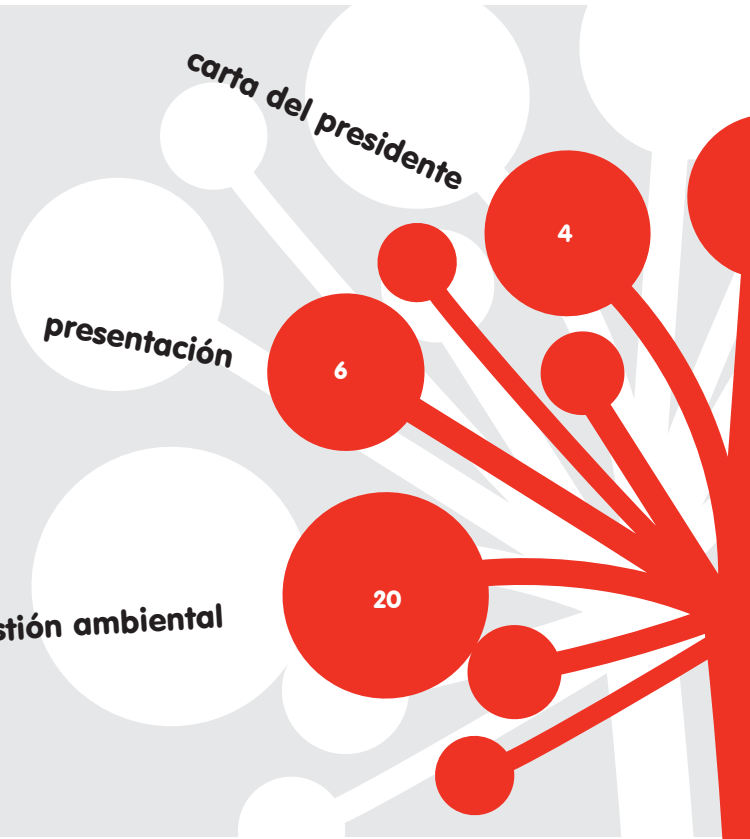 carta del presidente
4
presentación
6
stión ambiental
20